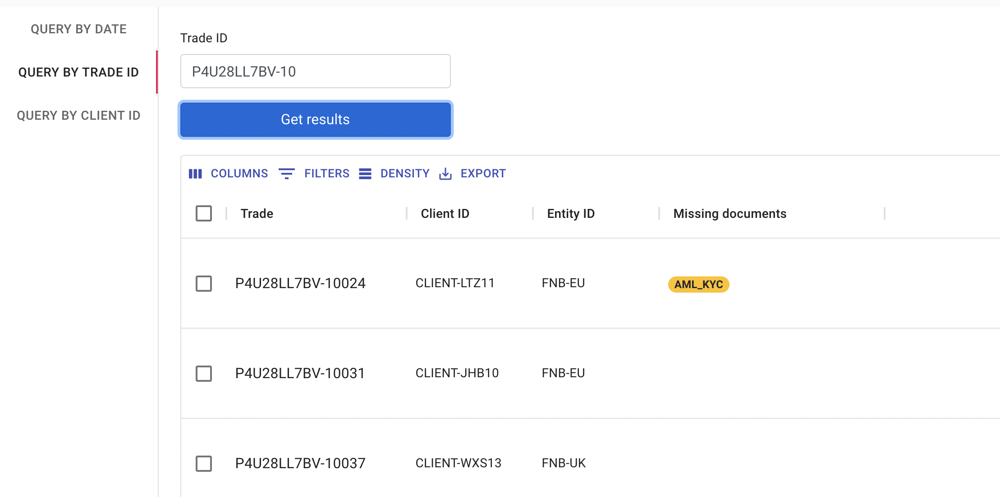 QUERY BY DATE
QUERY BY TRADE ID
QUERY BY CLIENT ID
Trade ID
P4U28LL7BV-10
Get results
COLUMNS FILTERS DENSITY EXPORT
Trade Client ID Entity ID Missing documents
P4U28LL7BV-10024 CLIENT-LTZ11 FNB-EU AML_KYC
P4U28LL7BV-10031 CLIENT-JHB10 FNB-EU
P4U28LL7BV-10037 CLIENT-WXS13 FNB-UK